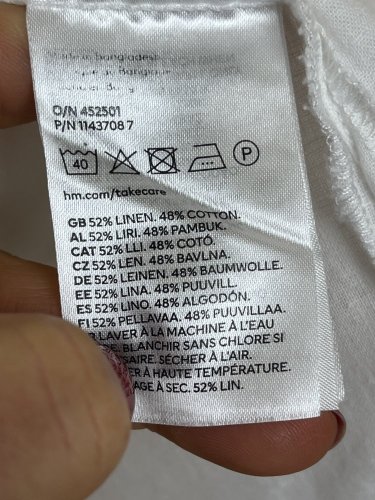 Made in Bangladesh
O/N 452501
P/N 1143708 7
40
P
hm.com/takecare
GB 52% LINEN. 48% COTTON.
AL 52% LIRI. 48% PAMBUK.
CAT 52% LLI. 48% COTÓ.
CZ 52% LEN. 48% BAVLNA.
DE 52% LEINEN. 48% BAUMWOLLE.
EE 52% LINA. 48% PUUVILL.
ES 52% LINO. 48% ALGODÓN.
FI 52% PELLAVAA. 48% PUUVILLAA.
LAVER À LA MACHINE À L'EAU
BLANCHIR SANS CHLORE SI
SÉCHER À L'AIR.
À HAUTE TEMPÉRATURE.
À SEC. 52% LIN.